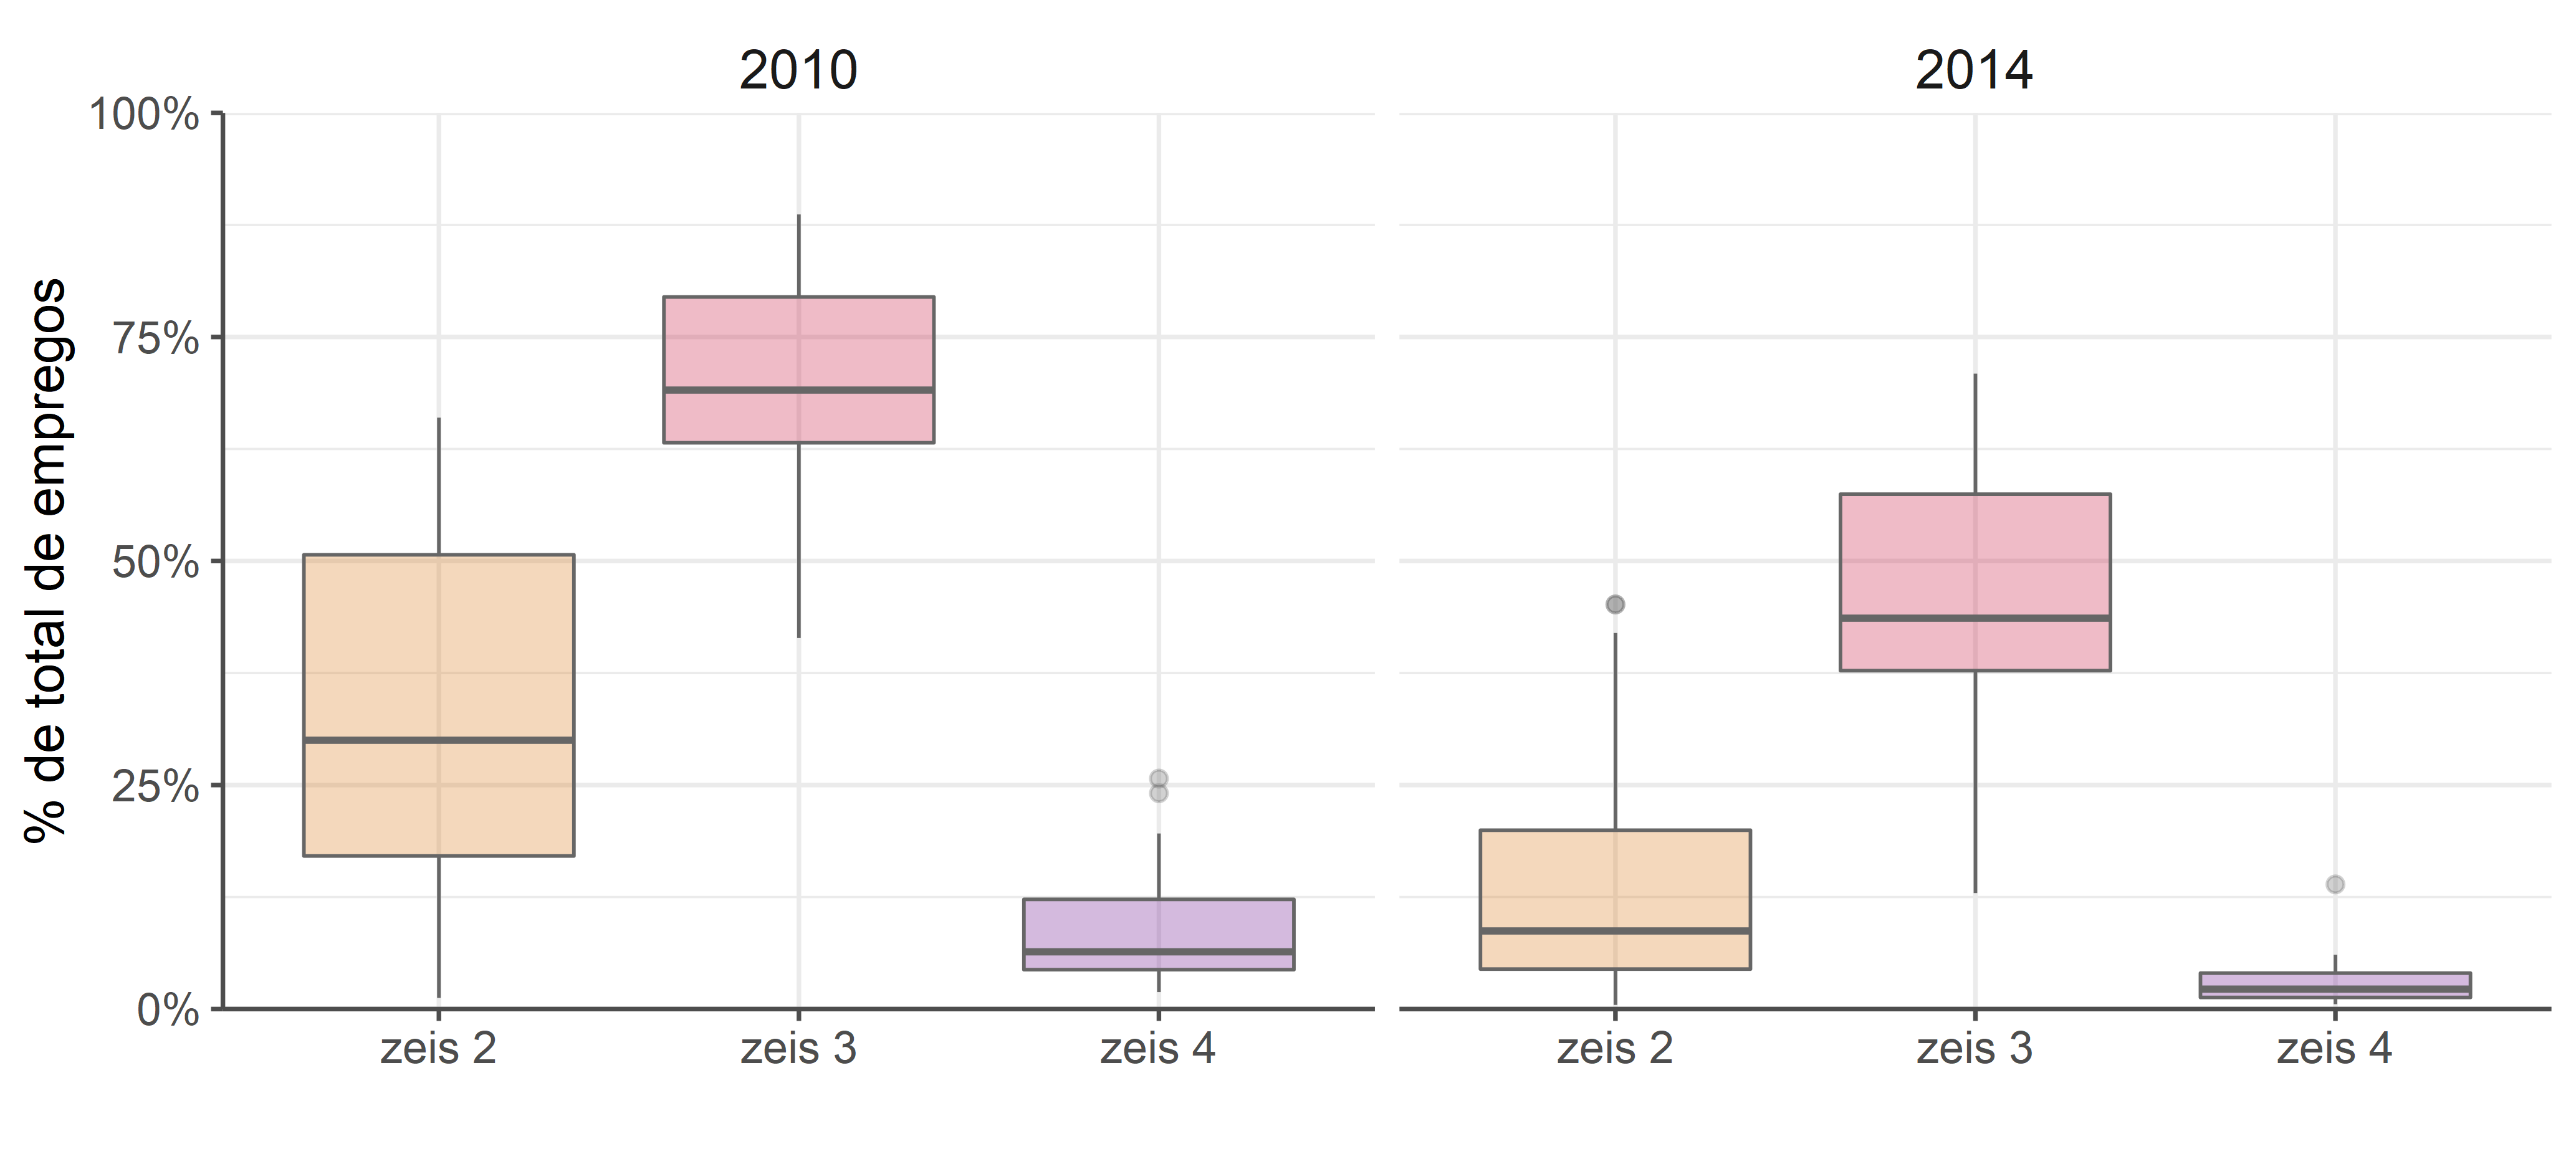 2010
2014
% de total de empregos
100%
75%
50%
25%
0%
zeis 2
zeis 3
zeis 4
zeis 2
zeis 3
zeis 4